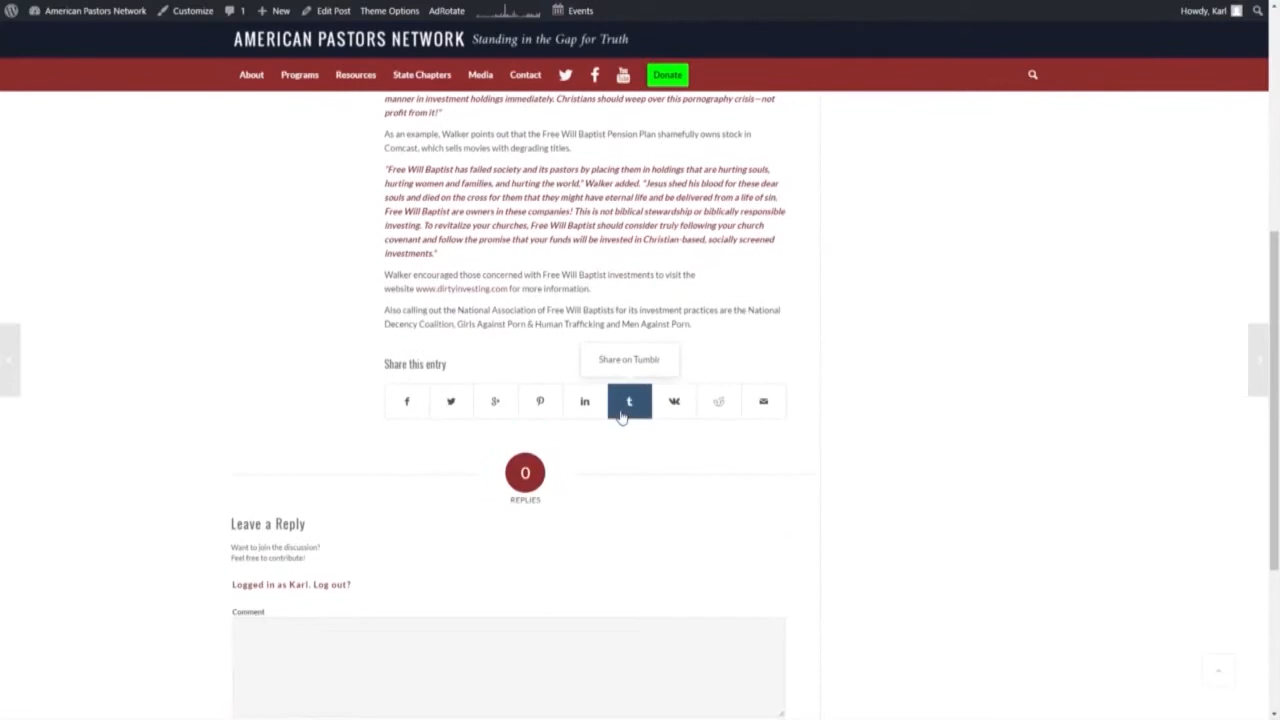 American Pastors Network Customize 1 New Edit Post Theme Options AdRotate Events Howdy, Karl
AMERICAN PASTORS NETWORK Standing in the Gap for Truth
About Programs Resources State Chapters Media Contact You Tube Donate
manner in investment holdings immediately. Christians should weep over this pornography crisis—not
profit from it!"
As an example, Walker points out that the Free Will Baptist Pension Plan shamefully owns stock in
Comcast, which sells movies with degrading titles.
"Free Will Baptist has failed society and its pastors by placing them in holdings that are hurting souls,
hurting women and families, and hurting the world," Walker added. "Jesus shed his blood for these dear
souls and died on the cross for them that they might have eternal life and be delivered from a life of sin.
Free Will Baptist are owners in these companies! This is not biblical stewardship or biblically responsible
investing. To revitalize your churches, Free Will Baptist should consider truly following your church
covenant and follow the promise that your funds will be invested in Christian-based, socially screened
investments."
Walker encouraged those concerned with Free Will Baptist investments to visit the
website www.dirtyinvesting.com for more information.
Also calling out the National Association of Free Will Baptists for its investment practices are the National
Decency Coalition, Girls Against Porn & Human Trafficking and Men Against Porn.
Share on Tumblr
Share this entry
0
REPLIES
Leave a Reply
Want to join the discussion?
Feel free to contribute!
Logged in as Karl. Log out?
Comment